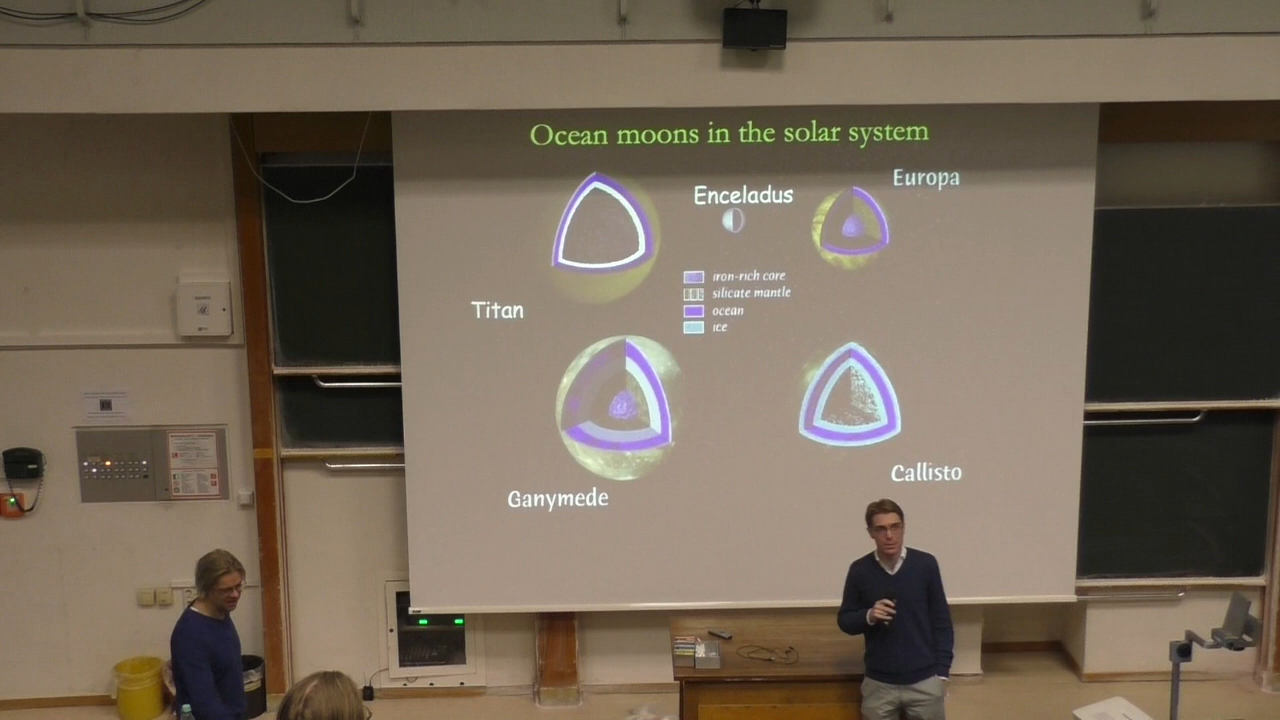 Ocean moons in the solar system
Europa
Enceladus
iron-rich core
silicate mantle
ocean
ice
Titan
Callisto
Ganymede